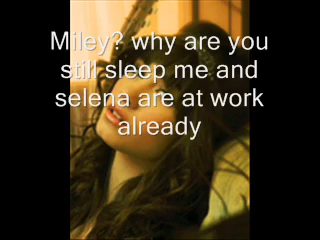 Miley? why are you
still sleep me and
selena are at work
already